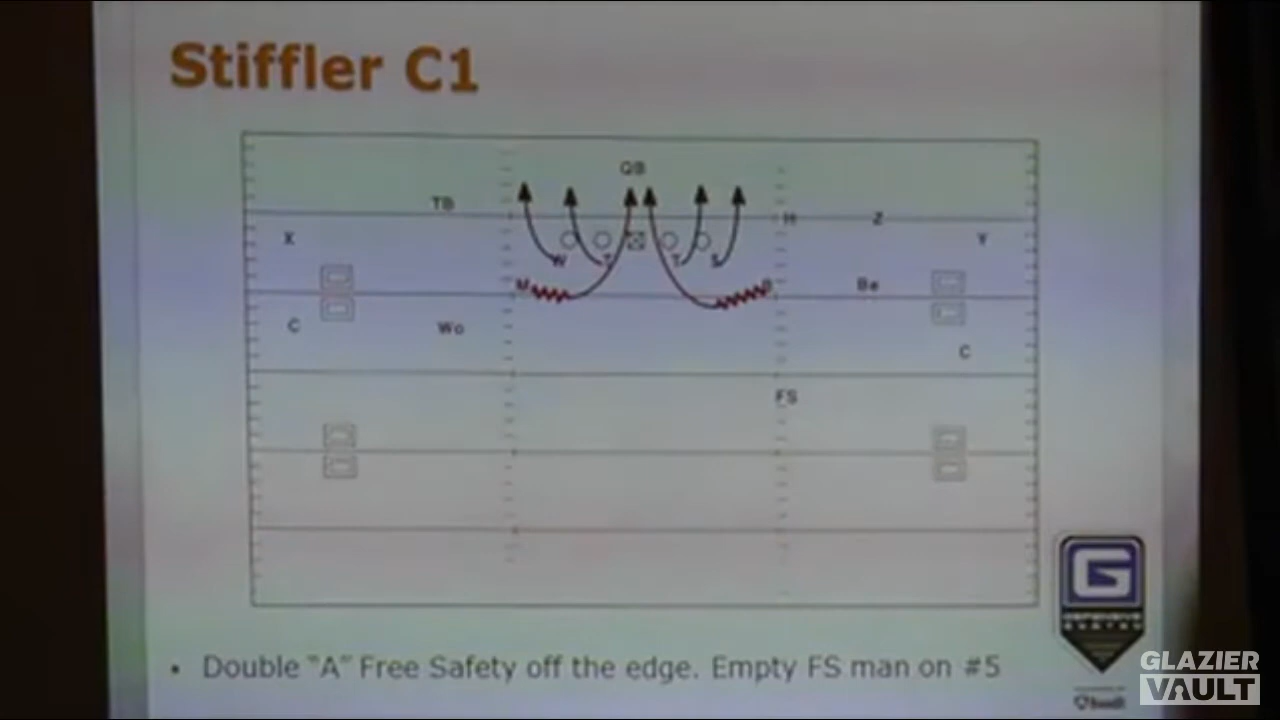 Stiffler C1
QB
TB
H Z
X Y
W T T S
M B Be
C Wo
C
FS
• Double "A" Free Safety off the edge. Empty FS man on #5
G
DEFENSIVE
GLAZIER
VAULT